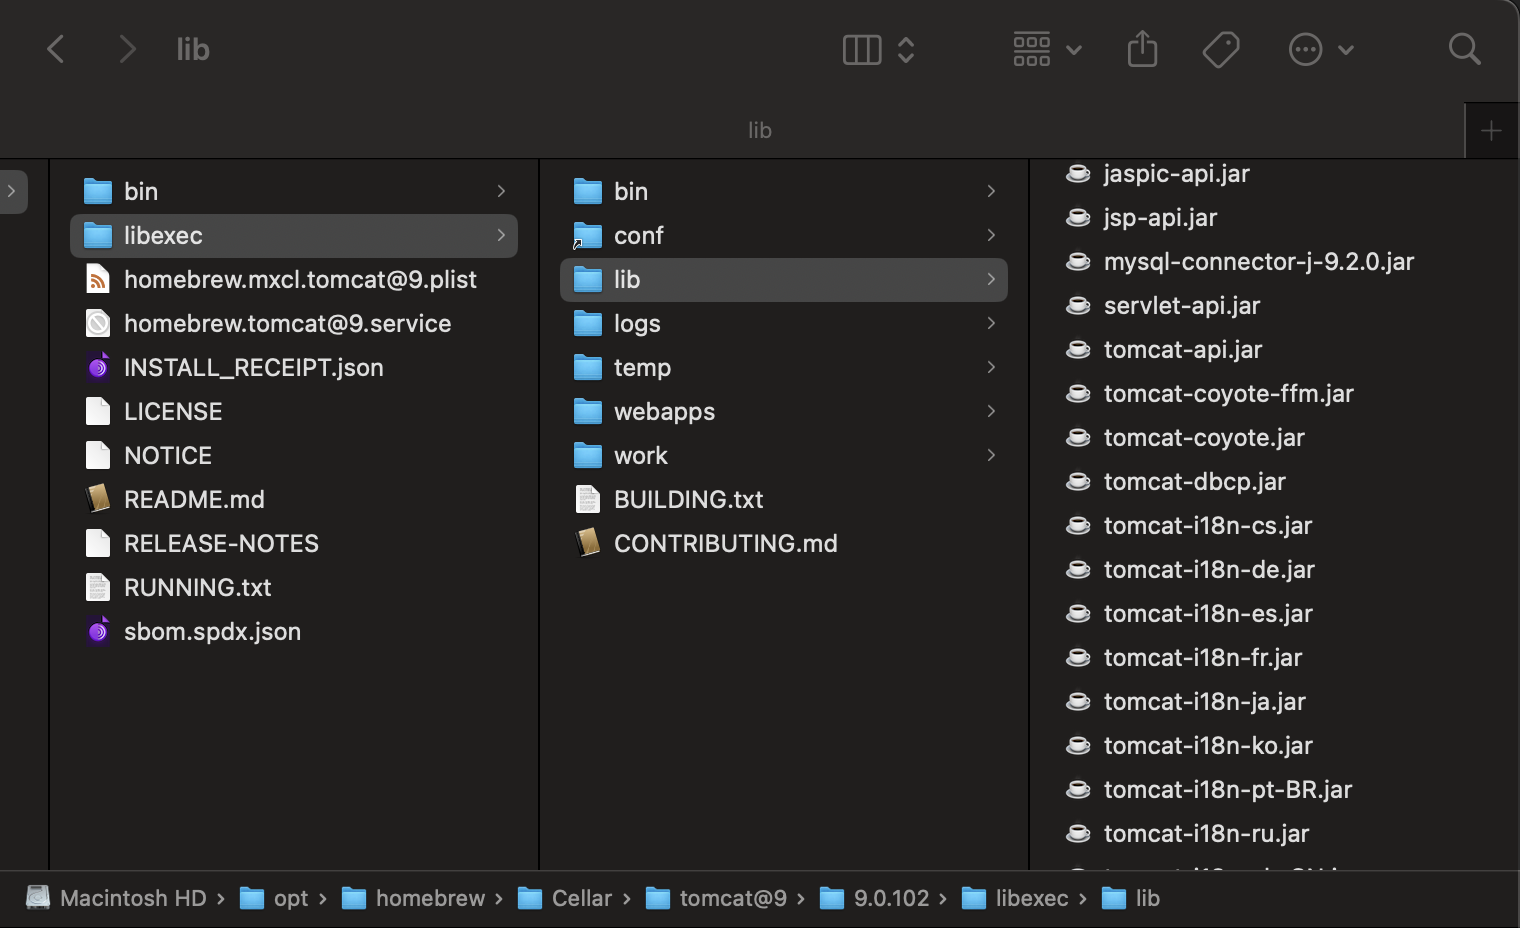 lib
lib
bin
libexec
homebrew.mxcl.tomcat@9.plist
homebrew.tomcat@9.service
INSTALL_RECEIPT.json
LICENSE
NOTICE
README.md
RELEASE-NOTES
RUNNING.txt
sbom.spdx.json
bin
conf
lib
logs
temp
webapps
work
BUILDING.txt
CONTRIBUTING.md
jaspic-api.jar
jsp-api.jar
mysql-connector-j-9.2.0.jar
servlet-api.jar
tomcat-api.jar
tomcat-coyote-ffm.jar
tomcat-coyote.jar
tomcat-dbcp.jar
tomcat-i18n-cs.jar
tomcat-i18n-de.jar
tomcat-i18n-es.jar
tomcat-i18n-fr.jar
tomcat-i18n-ja.jar
tomcat-i18n-ko.jar
tomcat-i18n-pt-BR.jar
tomcat-i18n-ru.jar
Macintosh HD › opt › homebrew › Cellar › tomcat@9 › 9.0.102 › libexec › lib